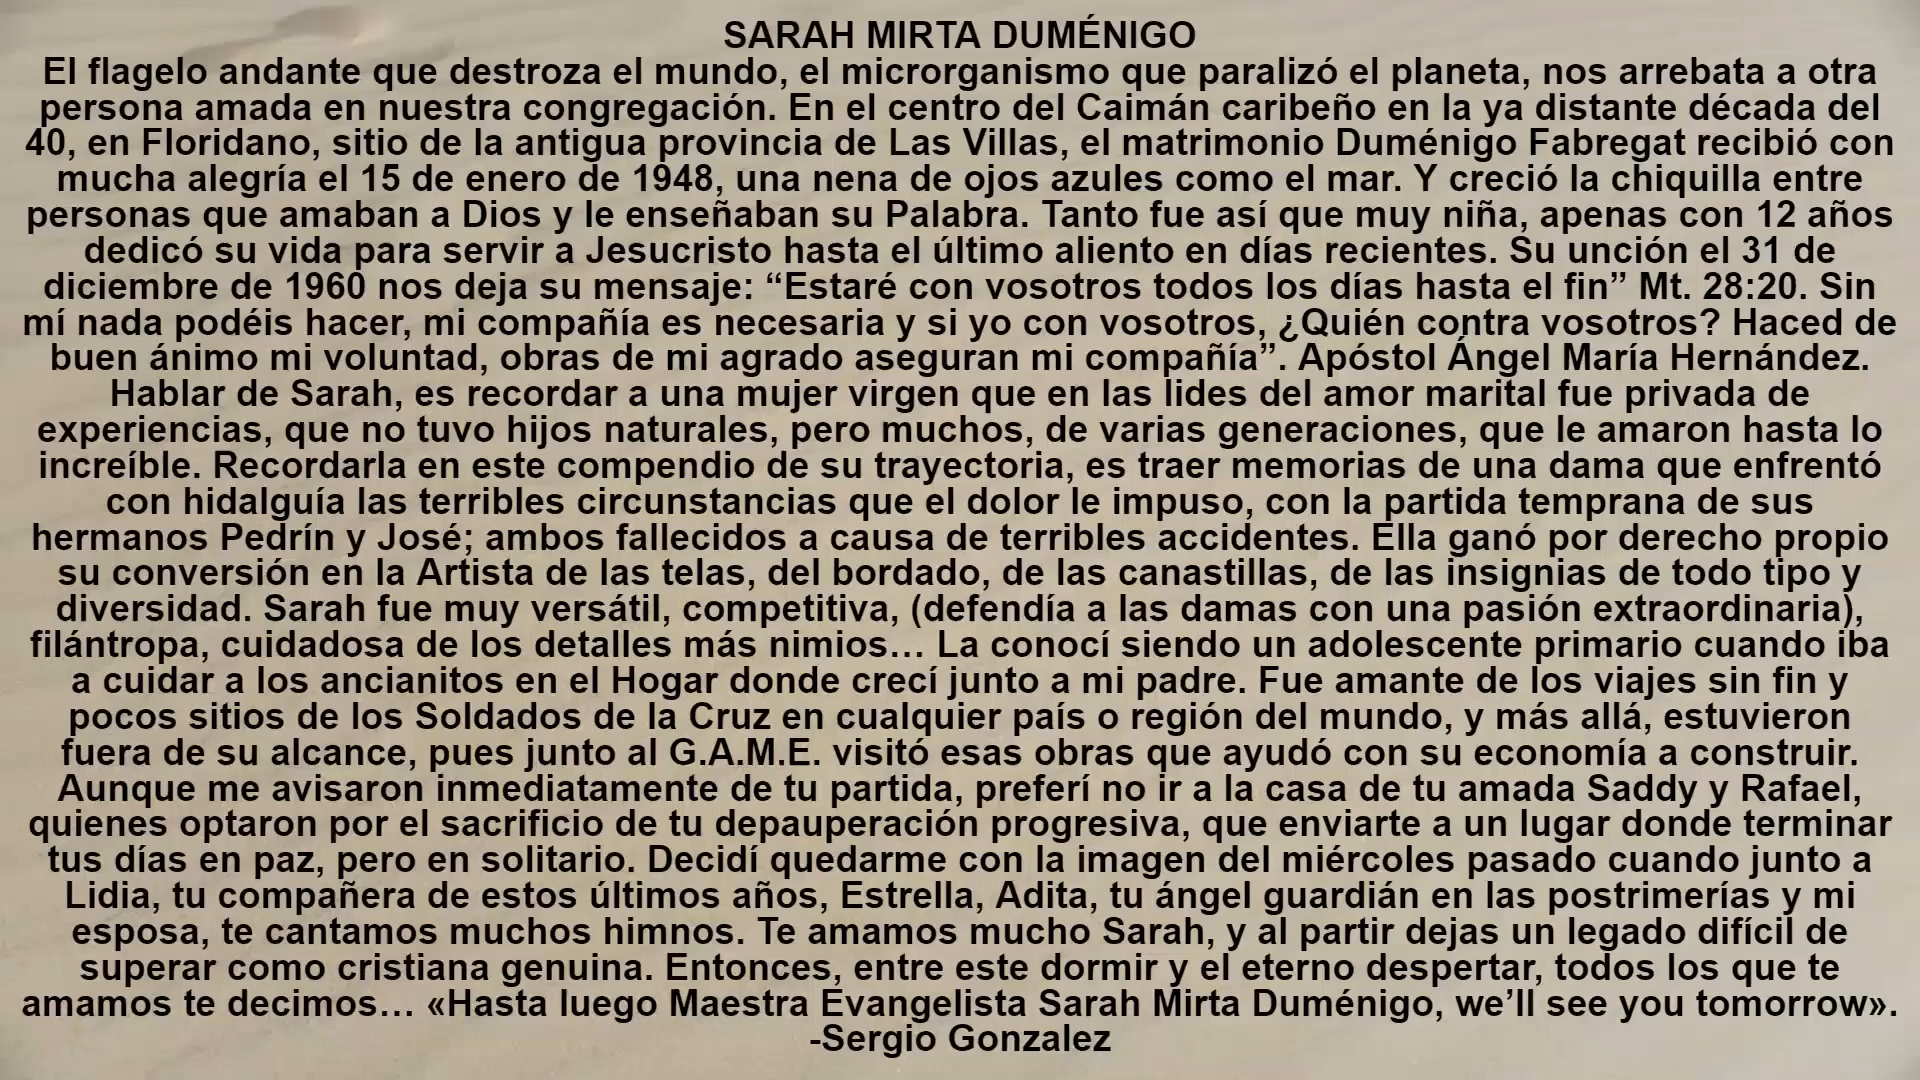 SARAH MIRTA DUMÉNIGO
El flagelo andante que destroza el mundo, el microrganismo que paralizó el planeta, nos arrebata a otra
persona amada en nuestra congregación. En el centro del Caimán caribeño en la ya distante década del
40, en Floridano, sitio de la antigua provincia de Las Villas, el matrimonio Duménigo Fabregat recibió con
mucha alegría el 15 de enero de 1948, una nena de ojos azules como el mar. Y creció la chiquilla entre
personas que amaban a Dios y le enseñaban su Palabra. Tanto fue así que muy niña, apenas con 12 años
dedicó su vida para servir a Jesucristo hasta el último aliento en días recientes. Su unción el 31 de
diciembre de 1960 nos deja su mensaje: “Estaré con vosotros todos los días hasta el fin” Mt. 28:20. Sin
mí nada podéis hacer, mi compañía es necesaria y si yo con vosotros, ¿Quién contra vosotros? Haced de
buen ánimo mi voluntad, obras de mi agrado aseguran mi compañía”. Apóstol Ángel María Hernández.
Hablar de Sarah, es recordar a una mujer virgen que en las lides del amor marital fue privada de
experiencias, que no tuvo hijos naturales, pero muchos, de varias generaciones, que le amaron hasta lo
increíble. Recordarla en este compendio de su trayectoria, es traer memorias de una dama que enfrentó
con hidalguía las terribles circunstancias que el dolor le impuso, con la partida temprana de sus
hermanos Pedrín y José; ambos fallecidos a causa de terribles accidentes. Ella ganó por derecho propio
su conversión en la Artista de las telas, del bordado, de las canastillas, de las insignias de todo tipo y
diversidad. Sarah fue muy versátil, competitiva, (defendía a las damas con una pasión extraordinaria),
filántropa, cuidadosa de los detalles más nimios… La conocí siendo un adolescente primario cuando iba
a cuidar a los ancianitos en el Hogar donde crecí junto a mi padre. Fue amante de los viajes sin fin y
pocos sitios de los Soldados de la Cruz en cualquier país o región del mundo, y más allá, estuvieron
fuera de su alcance, pues junto al G.A.M.E. visitó esas obras que ayudó con su economía a construir.
Aunque me avisaron inmediatamente de tu partida, preferí no ir a la casa de tu amada Saddy y Rafael,
quienes optaron por el sacrificio de tu depauperación progresiva, que enviarte a un lugar donde terminar
tus días en paz, pero en solitario. Decidí quedarme con la imagen del miércoles pasado cuando junto a
Lidia, tu compañera de estos últimos años, Estrella, Adita, tu ángel guardián en las postrimerías y mi
esposa, te cantamos muchos himnos. Te amamos mucho Sarah, y al partir dejas un legado difícil de
superar como cristiana genuina. Entonces, entre este dormir y el eterno despertar, todos los que te
amamos te decimos… «Hasta luego Maestra Evangelista Sarah Mirta Duménigo, we’ll see you tomorrow».
-Sergio Gonzalez